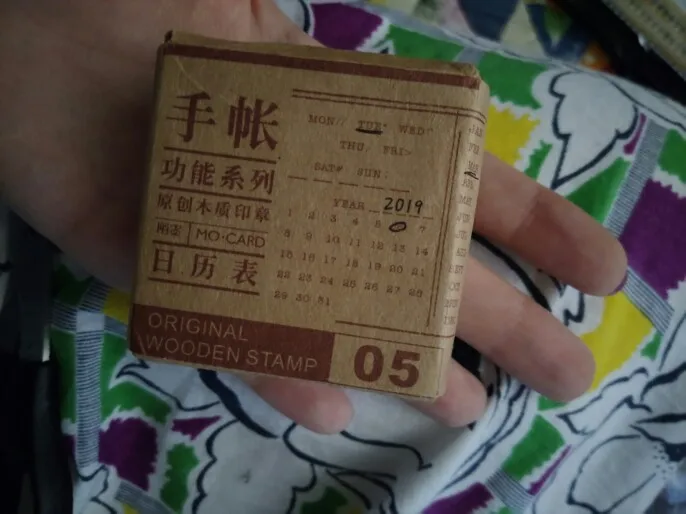 手帐
功能系列
原创木质印章
陌墨 MO·CARD
日历表
MON// TUE* WED^
THU/ FRI>
SAT# SUN.
YEAR 2019
1 2 3 4 5 7
8 9 10 11 12 13 14
15 16 17 18 19 20 21
22 23 24 25 26 27 28
29 30 31
ORIGINAL
WOODEN STAMP
05